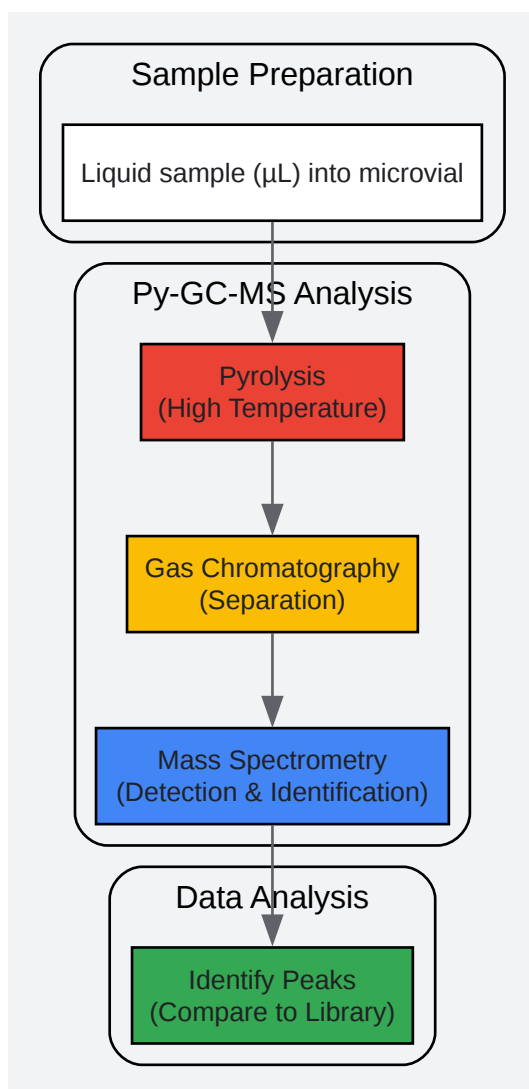 Sample Preparation
Liquid sample (µL) into microvial
Py-GC-MS Analysis
Pyrolysis
(High Temperature)
Gas Chromatography
(Separation)
Mass Spectrometry
(Detection & Identification)
Data Analysis
Identify Peaks
(Compare to Library)